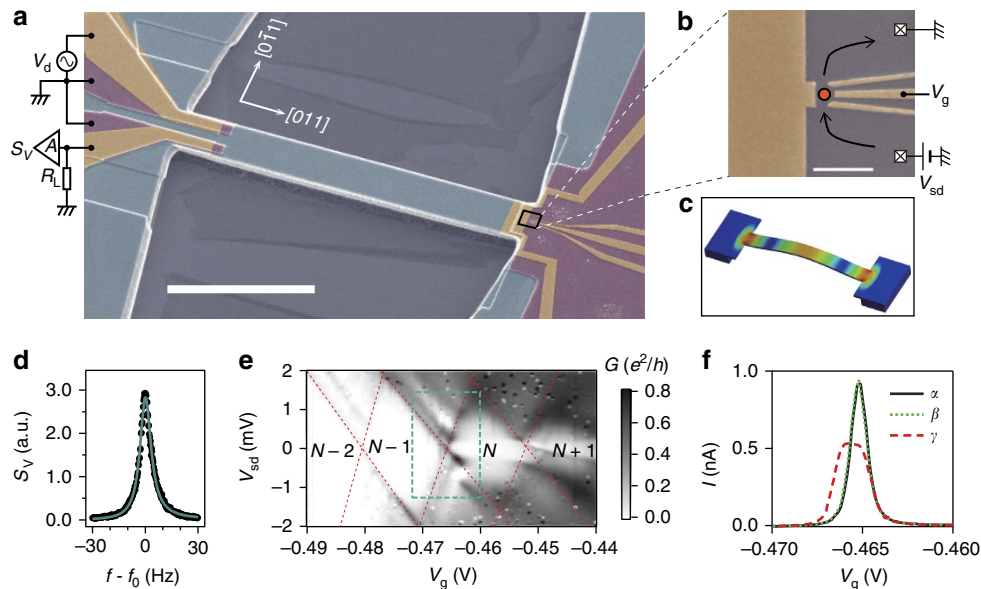 a
V_d
S_V
A
R_L
[01̄1]
[011]
b
V_g
V_sd
c
d
S_V (a.u.)
3.0
2.0
1.0
0.0
−30
0
30
f - f_0 (Hz)
e
V_sd (mV)
2
1
0
−1
−2
N − 2
N − 1
N
N + 1
−0.49
−0.48
−0.47
−0.46
−0.45
−0.44
V_g (V)
G (e²/h)
0.8
0.6
0.4
0.2
0.0
f
I (nA)
1.0
0.5
0.0
α
β
γ
−0.470
−0.465
−0.460
V_g (V)